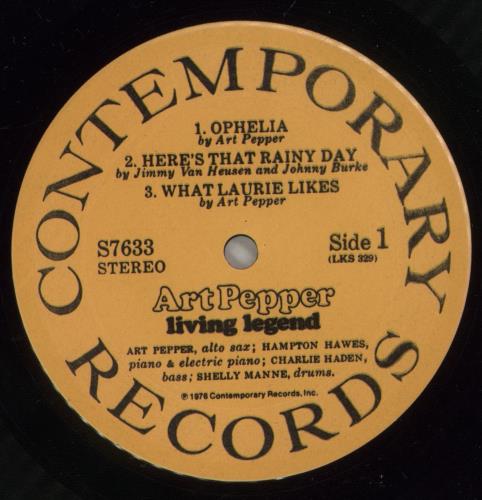 CONTEMPORARY
RECORDS
1. OPHELIA
by Art Pepper
2. HERE'S THAT RAINY DAY
by Jimmy Van Heusen and Johnny Burke
3. WHAT LAURIE LIKES
by Art Pepper
S7633
STEREO
Side 1
(LKS 329)
Art Pepper
living legend
ART PEPPER, alto sax; HAMPTON HAWES,
piano & electric piano; CHARLIE HADEN,
bass; SHELLY MANNE, drums.
℗ 1976 Contemporary Records, Inc.